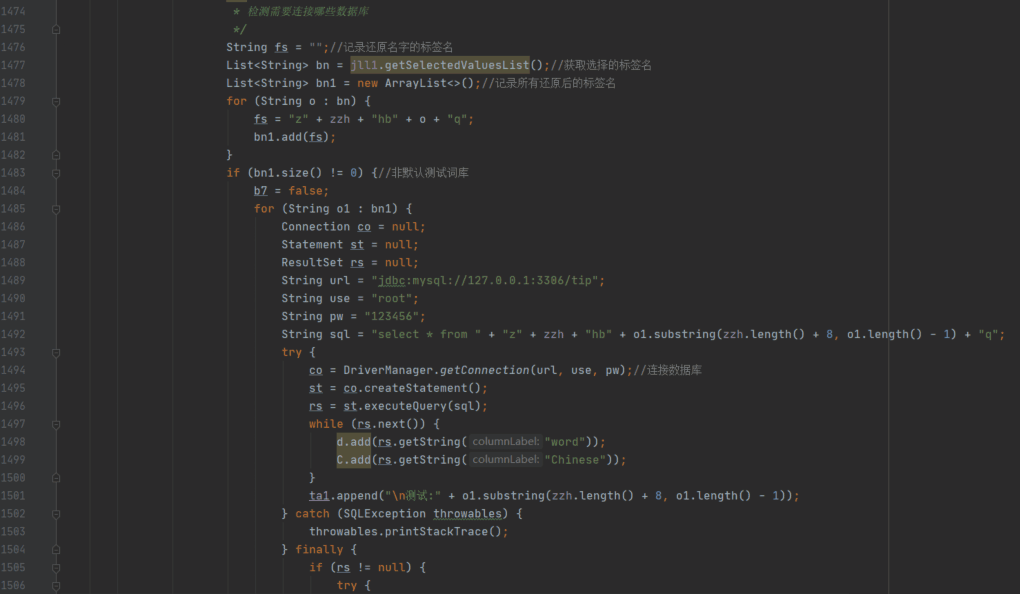 1474 * 检测需要连接哪些数据库
1475 */
1476 String fs = "";//记录还原名字的标签名
1477 List<String> bn = jlll.getSelectedValuesList();//获取选择的标签名
1478 List<String> bn1 = new ArrayList<>();//记录所有还原后的标签名
1479 for (String o : bn) {
1480 fs = "z" + zzh + "hb" + o + "q";
1481 bn1.add(fs);
1482 }
1483 if (bn1.size() != 0) {//非默认测试词库
1484 b7 = false;
1485 for (String o1 : bn1) {
1486 Connection co = null;
1487 Statement st = null;
1488 ResultSet rs = null;
1489 String url = "jdbc:mysql://127.0.0.1:3306/tip";
1490 String use = "root";
1491 String pw = "123456";
1492 String sql = "select * from " + "z" + zzh + "hb" + o1.substring(zzh.length() + 8, o1.length() - 1) + "q";
1493 try {
1494 co = DriverManager.getConnection(url, use, pw);//连接数据库
1495 st = co.createStatement();
1496 rs = st.executeQuery(sql);
1497 while (rs.next()) {
1498 d.add(rs.getString( columnLabel: "word"));
1499 C.add(rs.getString( columnLabel: "Chinese"));
1500 }
1501 ta1.append("\n测试:" + o1.substring(zzh.length() + 8, o1.length() - 1));
1502 } catch (SQLException throwables) {
1503 throwables.printStackTrace();
1504 } finally {
1505 if (rs != null) {
1506 try {